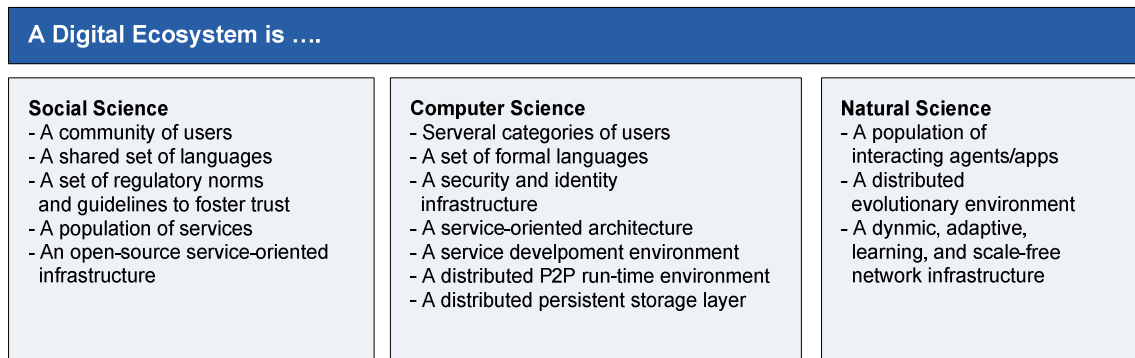 A Digital Ecosystem is ….
Social Science
- A community of users
- A shared set of languages
- A set of regulatory norms
and guidelines to foster trust
- A population of services
- An open-source service-oriented
infrastructure
Computer Science
- Serveral categories of users
- A set of formal languages
- A security and identity
infrastructure
- A service-oriented architecture
- A service develpoment environment
- A distributed P2P run-time environment
- A distributed persistent storage layer
Natural Science
- A population of
interacting agents/apps
- A distributed
evolutionary environment
- A dynmic, adaptive,
learning, and scale-free
network infrastructure